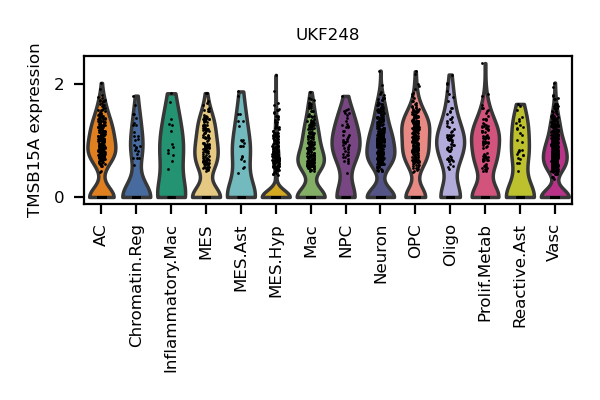 UKF248
TMSB15A expression
2
0
AC
Chromatin.Reg
Inflammatory.Mac
MES
MES.Ast
MES.Hyp
Mac
NPC
Neuron
OPC
Oligo
Prolif.Metab
Reactive.Ast
Vasc